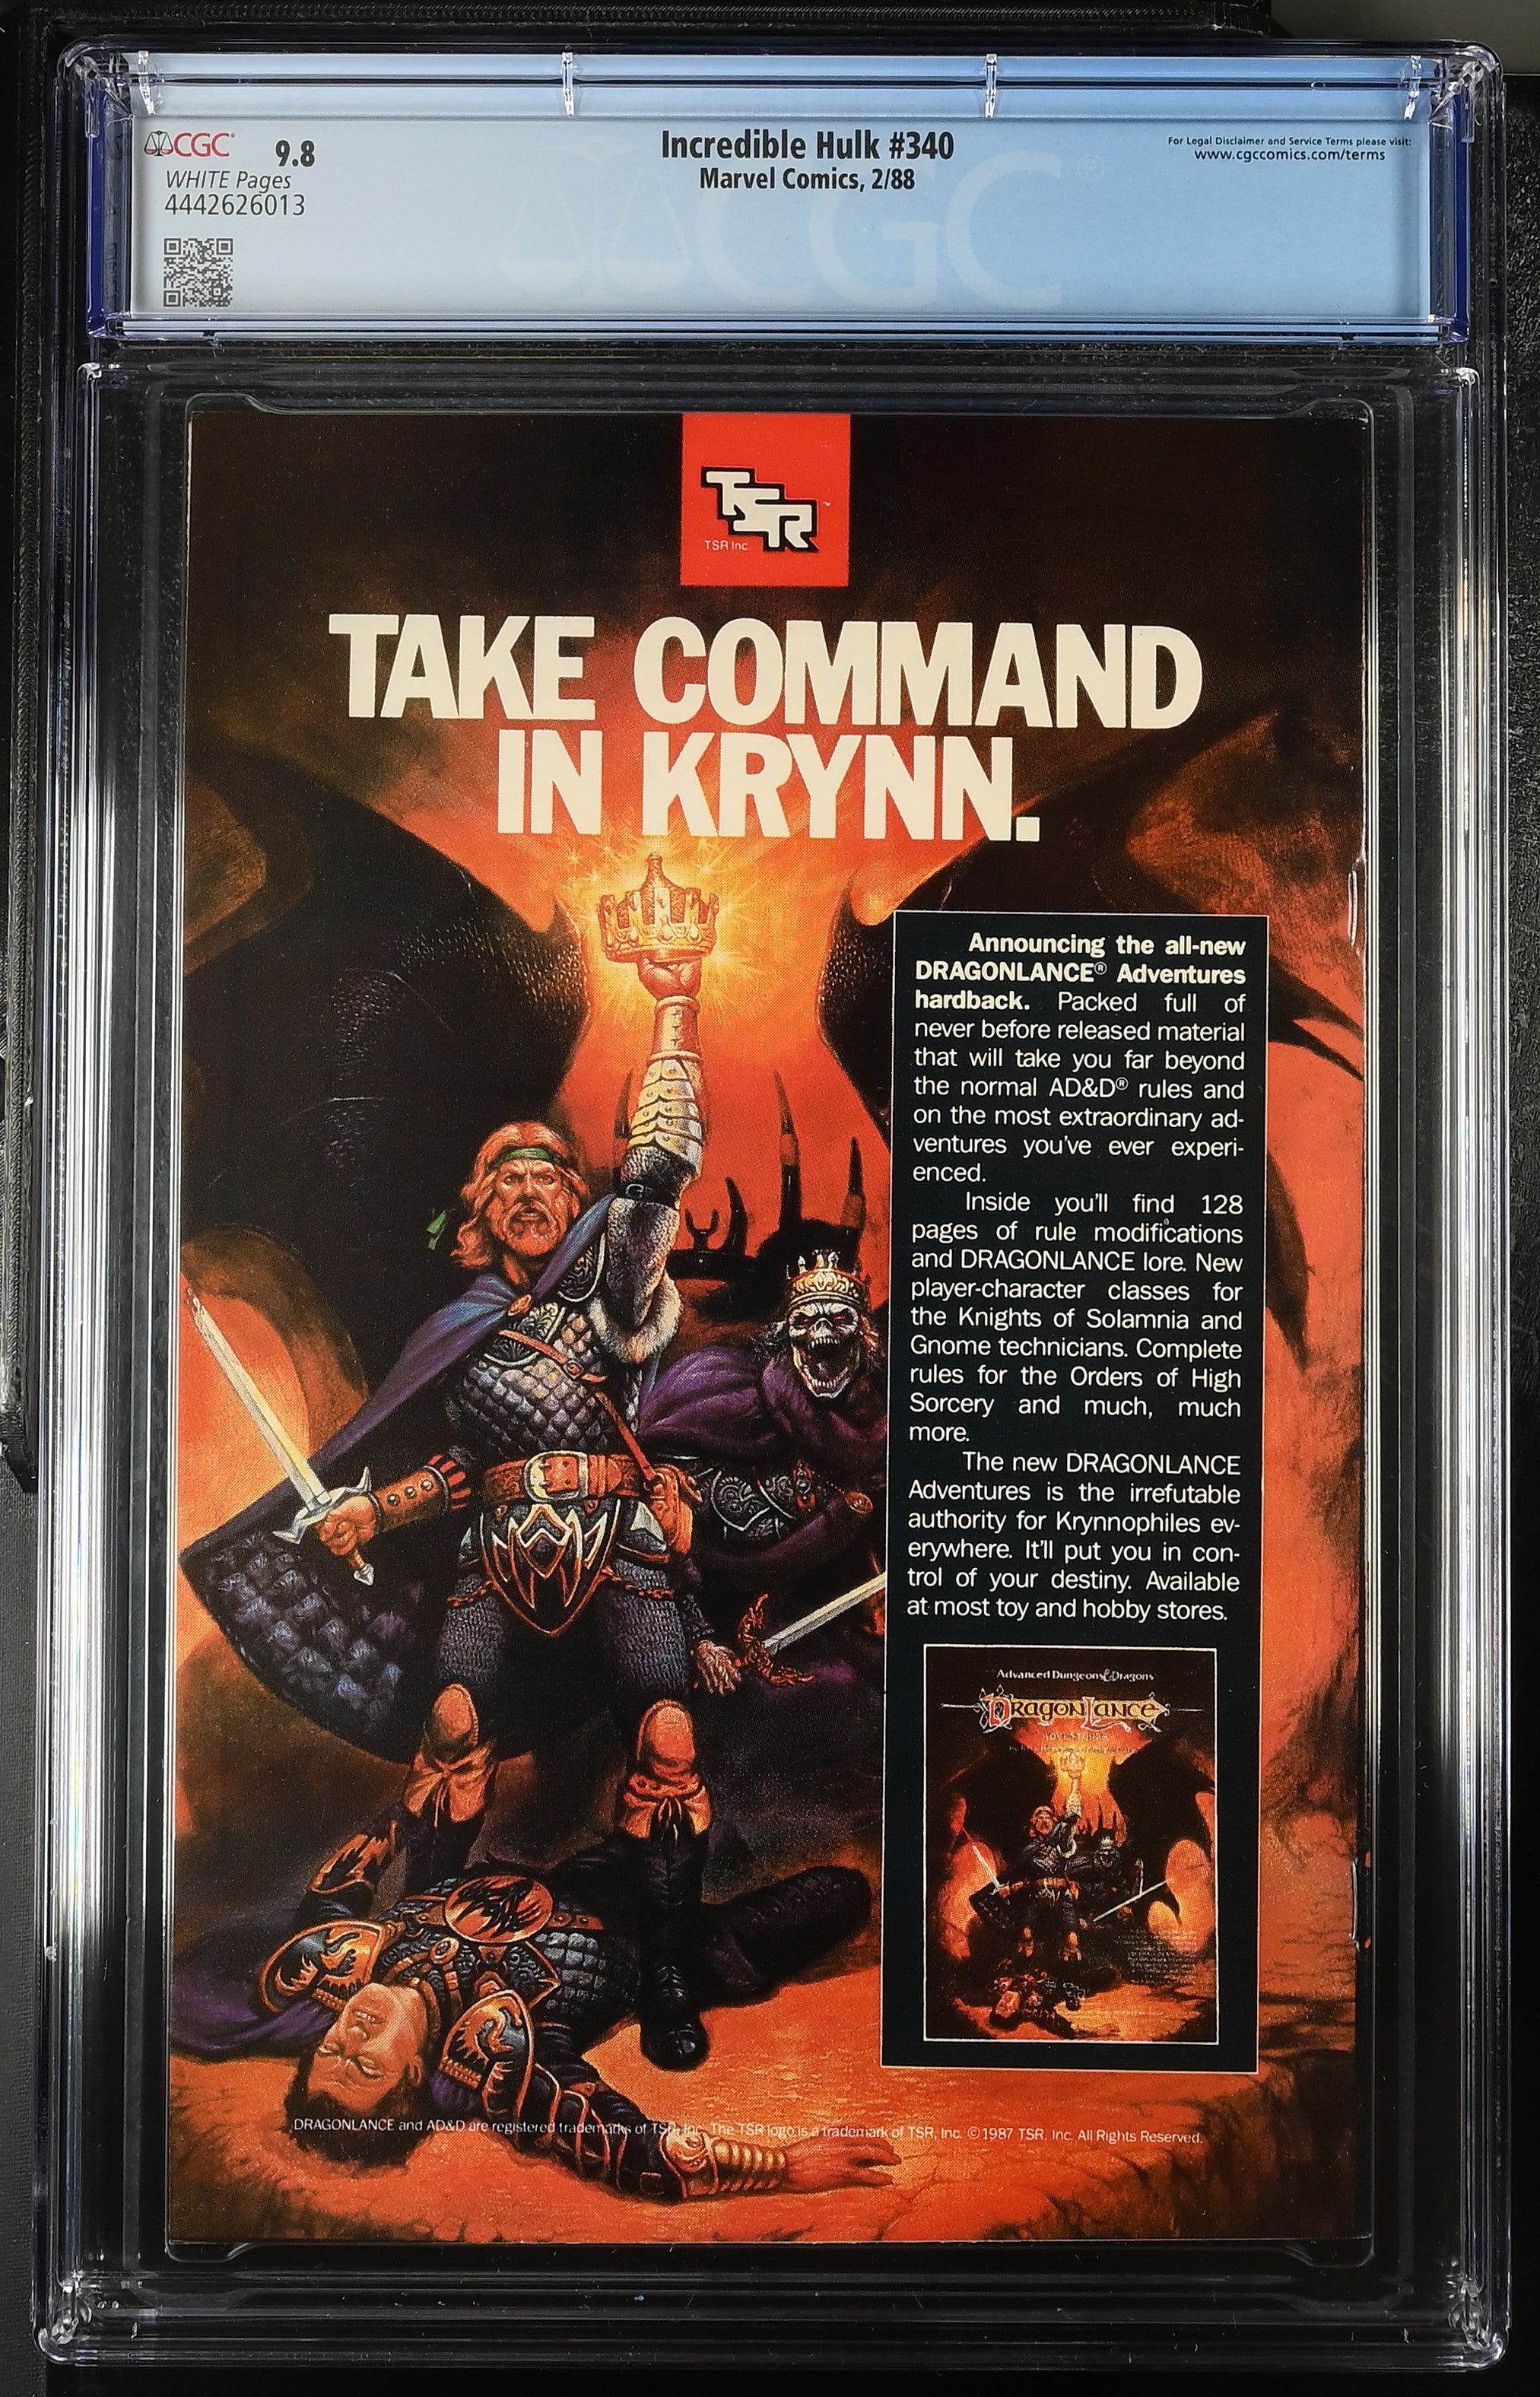 CGC
9.8
WHITE Pages
4442626013
Incredible Hulk #340
Marvel Comics, 2/88
For Legal Disclaimer and Service Terms please visit:
www.cgccomics.com/terms
CGC®
TSR™
TSR Inc.
TAKE COMMAND
IN KRYNN.
Announcing the all-new
DRAGONLANCE® Adventures
hardback. Packed full of
never before released material
that will take you far beyond
the normal AD&D® rules and
on the most extraordinary ad-
ventures you've ever experi-
enced.
Inside you'll find 128
pages of rule modifications
and DRAGONLANCE lore. New
player-character classes for
the Knights of Solamnia and
Gnome technicians. Complete
rules for the Orders of High
Sorcery and much, much
more.
The new DRAGONLANCE
Adventures is the irrefutable
authority for Krynnophiles ev-
erywhere. It'll put you in con-
trol of your destiny. Available
at most toy and hobby stores.
Advanced Dungeons & Dragons
DRAGONLANCE
ADVENTURES
DRAGONLANCE and AD&D are registered trademarks of TSR, Inc. The TSR logo is a trademark of TSR, Inc. ©1987 TSR, Inc. All Rights Reserved.